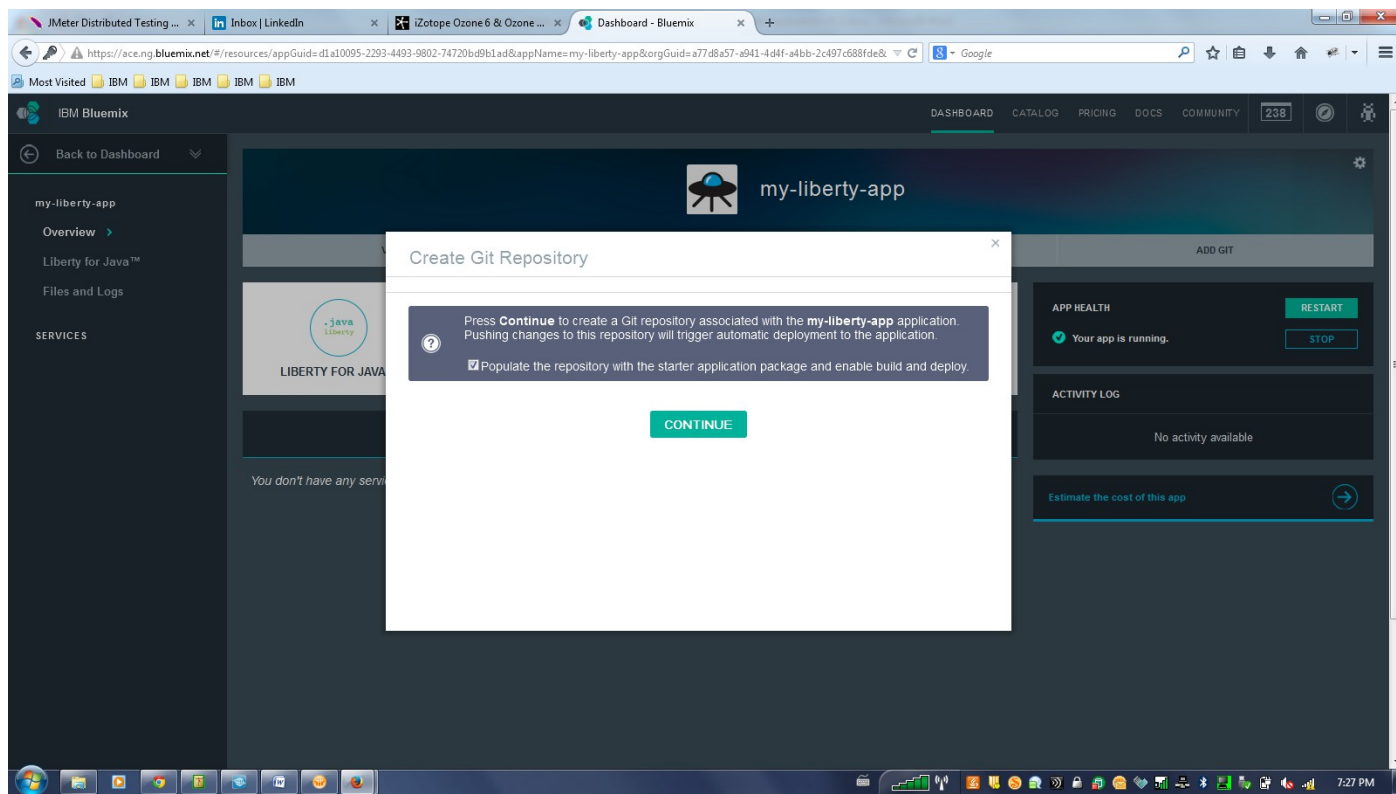 JMeter Distributed Testing ...
Inbox | LinkedIn
iZotope Ozone 6 & Ozone ...
Dashboard - Bluemix
https://ace.ng.bluemix.net/#/resources/appGuid=d1a10095-2293-4493-9802-74720bd9b1ad&appName=my-liberty-app&orgGuid=a77d8a57-a941-4d4f-a4bb-2c497c688fde&
Google
Most Visited IBM IBM IBM IBM IBM
IBM Bluemix
DASHBOARD CATALOG PRICING DOCS COMMUNITY 238
Back to Dashboard
my-liberty-app
my-liberty-app
Overview
Liberty for Java™
Files and Logs
SERVICES
ADD GIT
Create Git Repository
Press Continue to create a Git repository associated with the my-liberty-app application.
Pushing changes to this repository will trigger automatic deployment to the application.
Populate the repository with the starter application package and enable build and deploy.
CONTINUE
.java
liberty
LIBERTY FOR JAVA
You don't have any servi
APP HEALTH
RESTART
Your app is running.
STOP
ACTIVITY LOG
No activity available
Estimate the cost of this app
7:27 PM